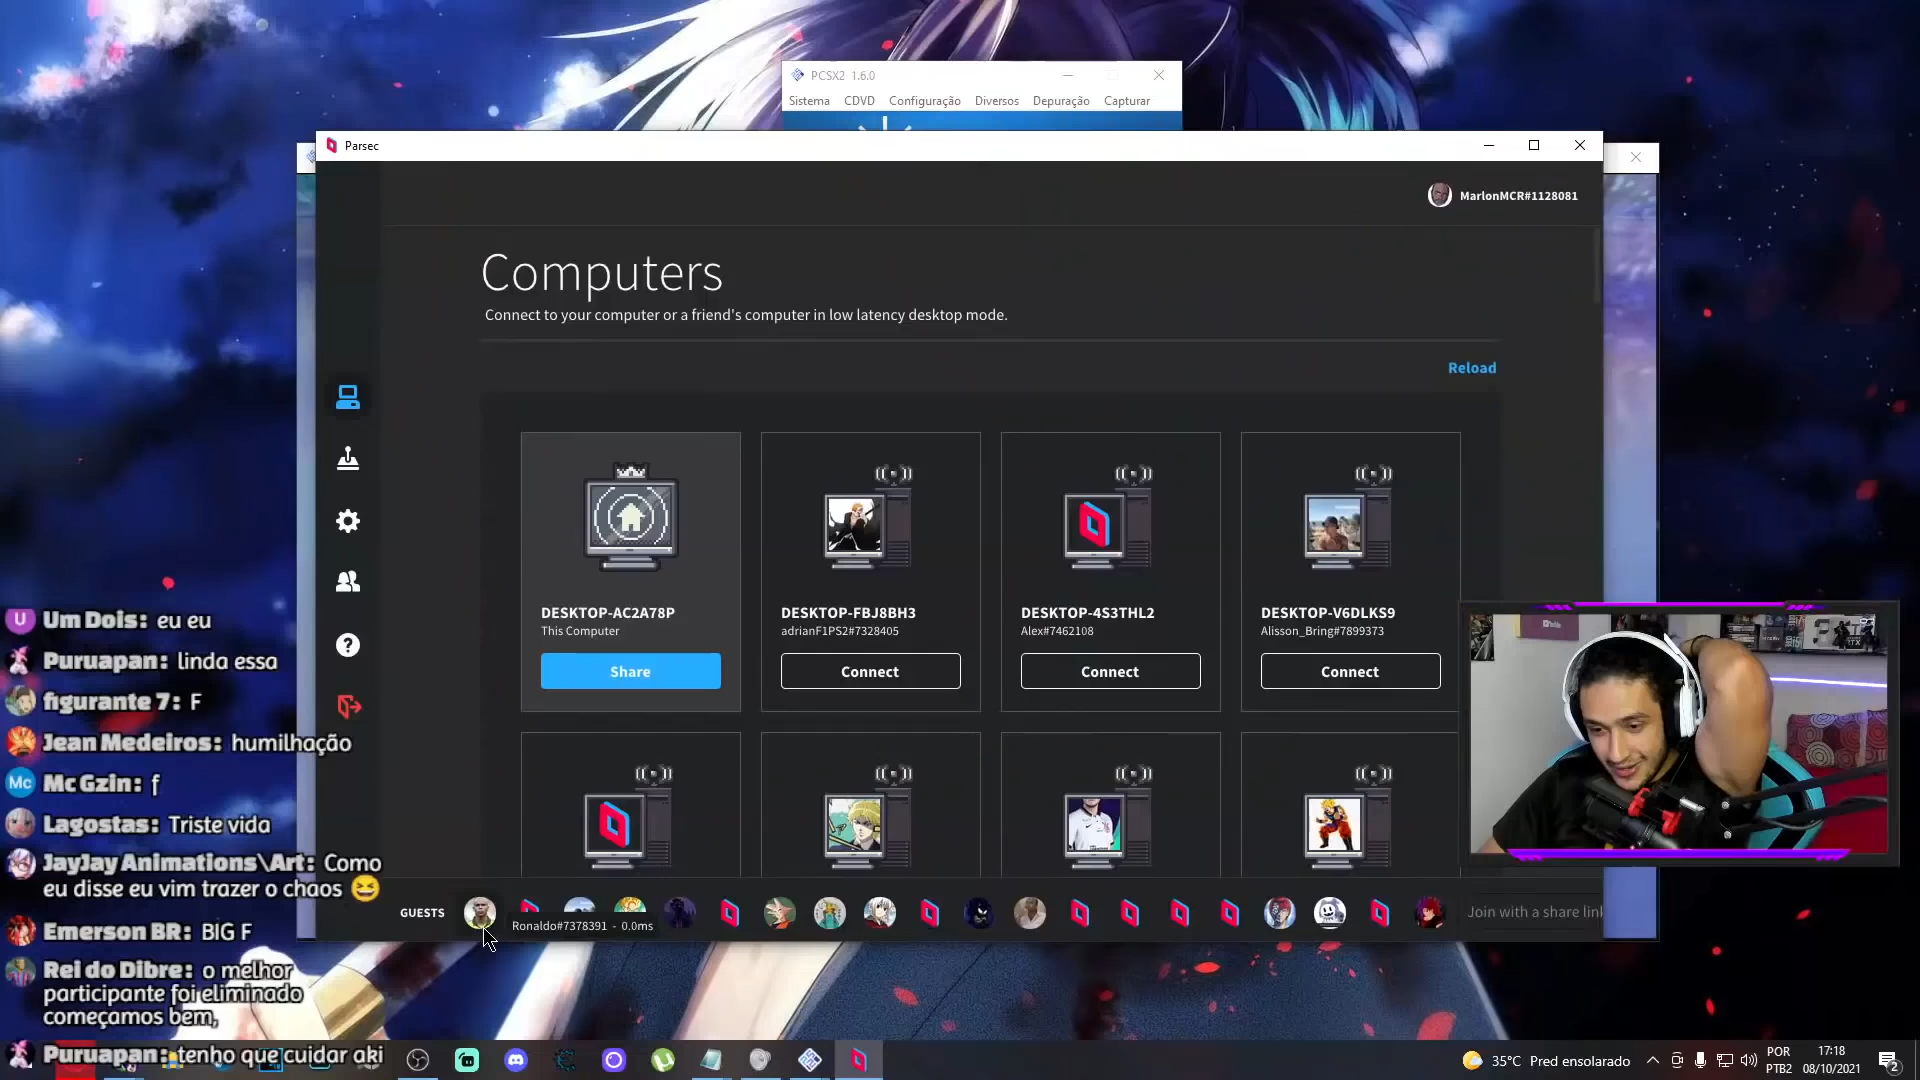 PCSX2 1.6.0
Sistema CDVD Configuração Diversos Depuração Capturar
Parsec
MarlonMCR#1128081
Computers
Connect to your computer or a friend's computer in low latency desktop mode.
Reload
DESKTOP-AC2A78P
This Computer
Share
DESKTOP-FBJ8BH3
adrianF1PS2#7328405
Connect
DESKTOP-4S3THL2
Alex#7462108
Connect
DESKTOP-V6DLKS9
Alisson_Bring#7899373
Connect
GUESTS
Ronaldo#7378391 - 0.0ms
Join with a share link
U Um Dois: eu eu
Puruapan: linda essa
figurante 7: F
Jean Medeiros: humilhação
Mc Mc Gzin: f
Lagostas: Triste vida
JayJay Animations\Art: Como
eu disse eu vim trazer o chaos 😆
Emerson BR: BIG F
Rei do Dibre: o melhor
participante foi eliminado
começamos bem,
Puruapan: tenho que cuidar aki
35°C Pred ensolarado
POR
PTB2
17:18
08/10/2021
2